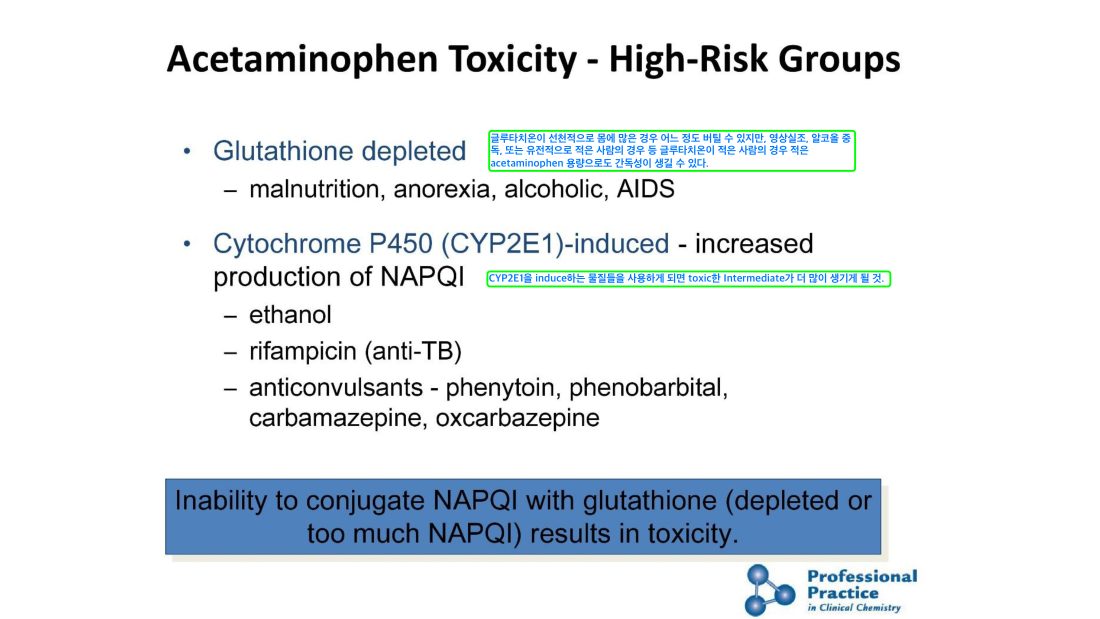 Acetaminophen Toxicity - High-Risk Groups
• Glutathione depleted
글루타치온이 선천적으로 몸에 많은 경우 어느 정도 버틸 수 있지만, 영상실조, 알코올 중
독, 또는 유전적으로 적은 사람의 경우 등 글루타치온이 적은 사람의 경우 적은
acetaminophen 용량으로도 간독성이 생길 수 있다.
– malnutrition, anorexia, alcoholic, AIDS
• Cytochrome P450 (CYP2E1)-induced - increased
production of NAPQI
CYP2E1을 induce하는 물질들을 사용하게 되면 toxic한 Intermediate가 더 많이 생기게 될 것.
– ethanol
– rifampicin (anti-TB)
– anticonvulsants - phenytoin, phenobarbital,
carbamazepine, oxcarbazepine
Inability to conjugate NAPQI with glutathione (depleted or
too much NAPQI) results in toxicity.
Professional
Practice
in Clinical Chemistry